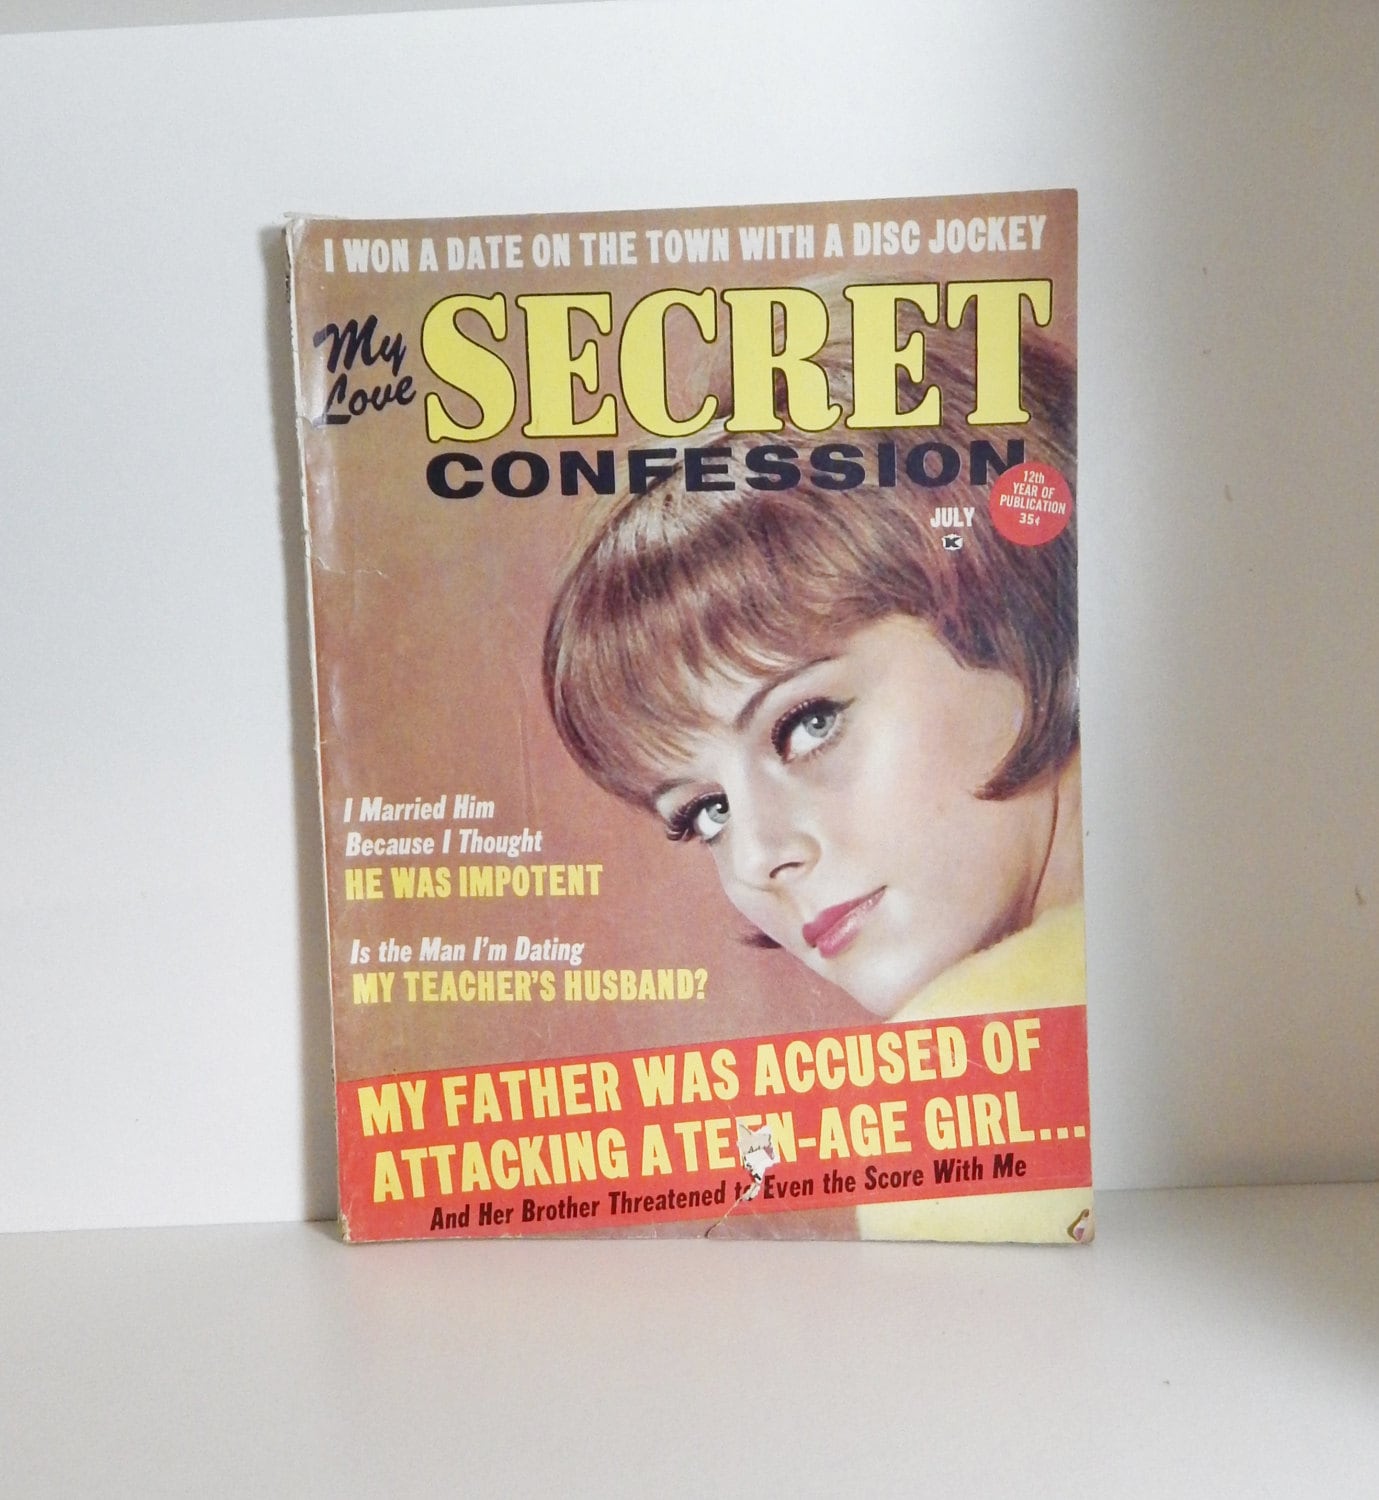 I WON A DATE ON THE TOWN WITH A DISC JOCKEY
My
Love
SECRET
CONFESSION
12th
YEAR OF
PUBLICATION
35¢
JULY
K
I Married Him
Because I Thought
HE WAS IMPOTENT
Is the Man I'm Dating
MY TEACHER'S HUSBAND?
MY FATHER WAS ACCUSED OF
ATTACKING A TEEN-AGE GIRL...
And Her Brother Threatened to Even the Score With Me